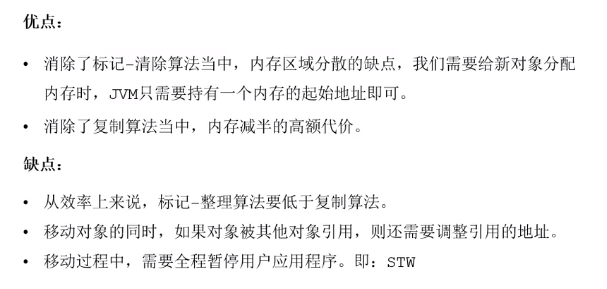 优点：
• 消除了标记-清除算法当中，内存区域分散的缺点，我们需要给新对象分配
内存时，JVM只需要持有一个内存的起始地址即可。
• 消除了复制算法当中，内存减半的高额代价。
缺点：
• 从效率上来说，标记-整理算法要低于复制算法。
• 移动对象的同时，如果对象被其他对象引用，则还需要调整引用的地址。
• 移动过程中，需要全程暂停用户应用程序。即：STW